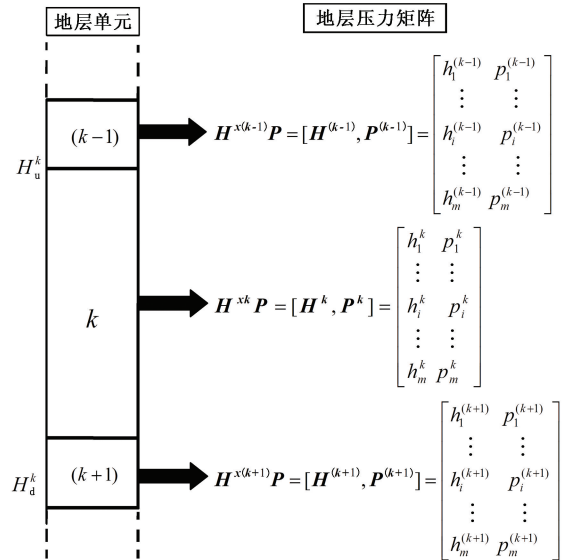 地层单元
地层压力矩阵
(k−1)
H^{x(k-1)}P=[H^{(k-1)},P^{(k-1)}]=
h_1^{(k-1)} p_1^{(k-1)}
⋮ ⋮
h_i^{(k-1)} p_i^{(k-1)}
⋮ ⋮
h_m^{(k-1)} p_m^{(k-1)}
H_u^k
k
H^{xk}P=[H^k,P^k]=
h_1^k p_1^k
⋮ ⋮
h_i^k p_i^k
⋮ ⋮
h_m^k p_m^k
(k+1)
H^{x(k+1)}P=[H^{(k+1)},P^{(k+1)}]=
h_1^{(k+1)} p_1^{(k+1)}
⋮ ⋮
h_i^{(k+1)} p_i^{(k+1)}
⋮ ⋮
h_m^{(k+1)} p_m^{(k+1)}
H_d^k